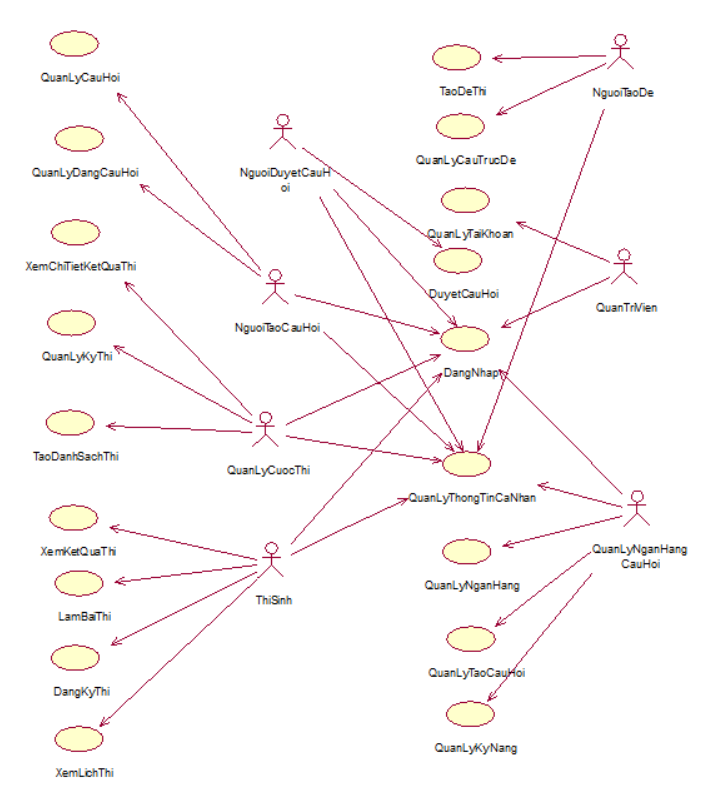 QuanLyCauHoi
TaoDeThi
NguoiTaoDe
QuanLyCauTrucDe
QuanLyDangCauHoi
NguoiDuyetCauH
oi
QuanLyTaiKhoan
XemChiTietKetQuaThi
DuyetCauHoi
QuanTriVien
NguoiTaoCauHoi
QuanLyKyThi
DangNhap
TaoDanhSachThi
QuanLyCuocThi
QuanLyThongTinCaNhan
XemKetQuaThi
QuanLyNganHang
CauHoi
QuanLyNganHang
ThiSinh
LamBaiThi
QuanLyTaoCauHoi
DangKyThi
QuanLyKyNang
XemLichThi